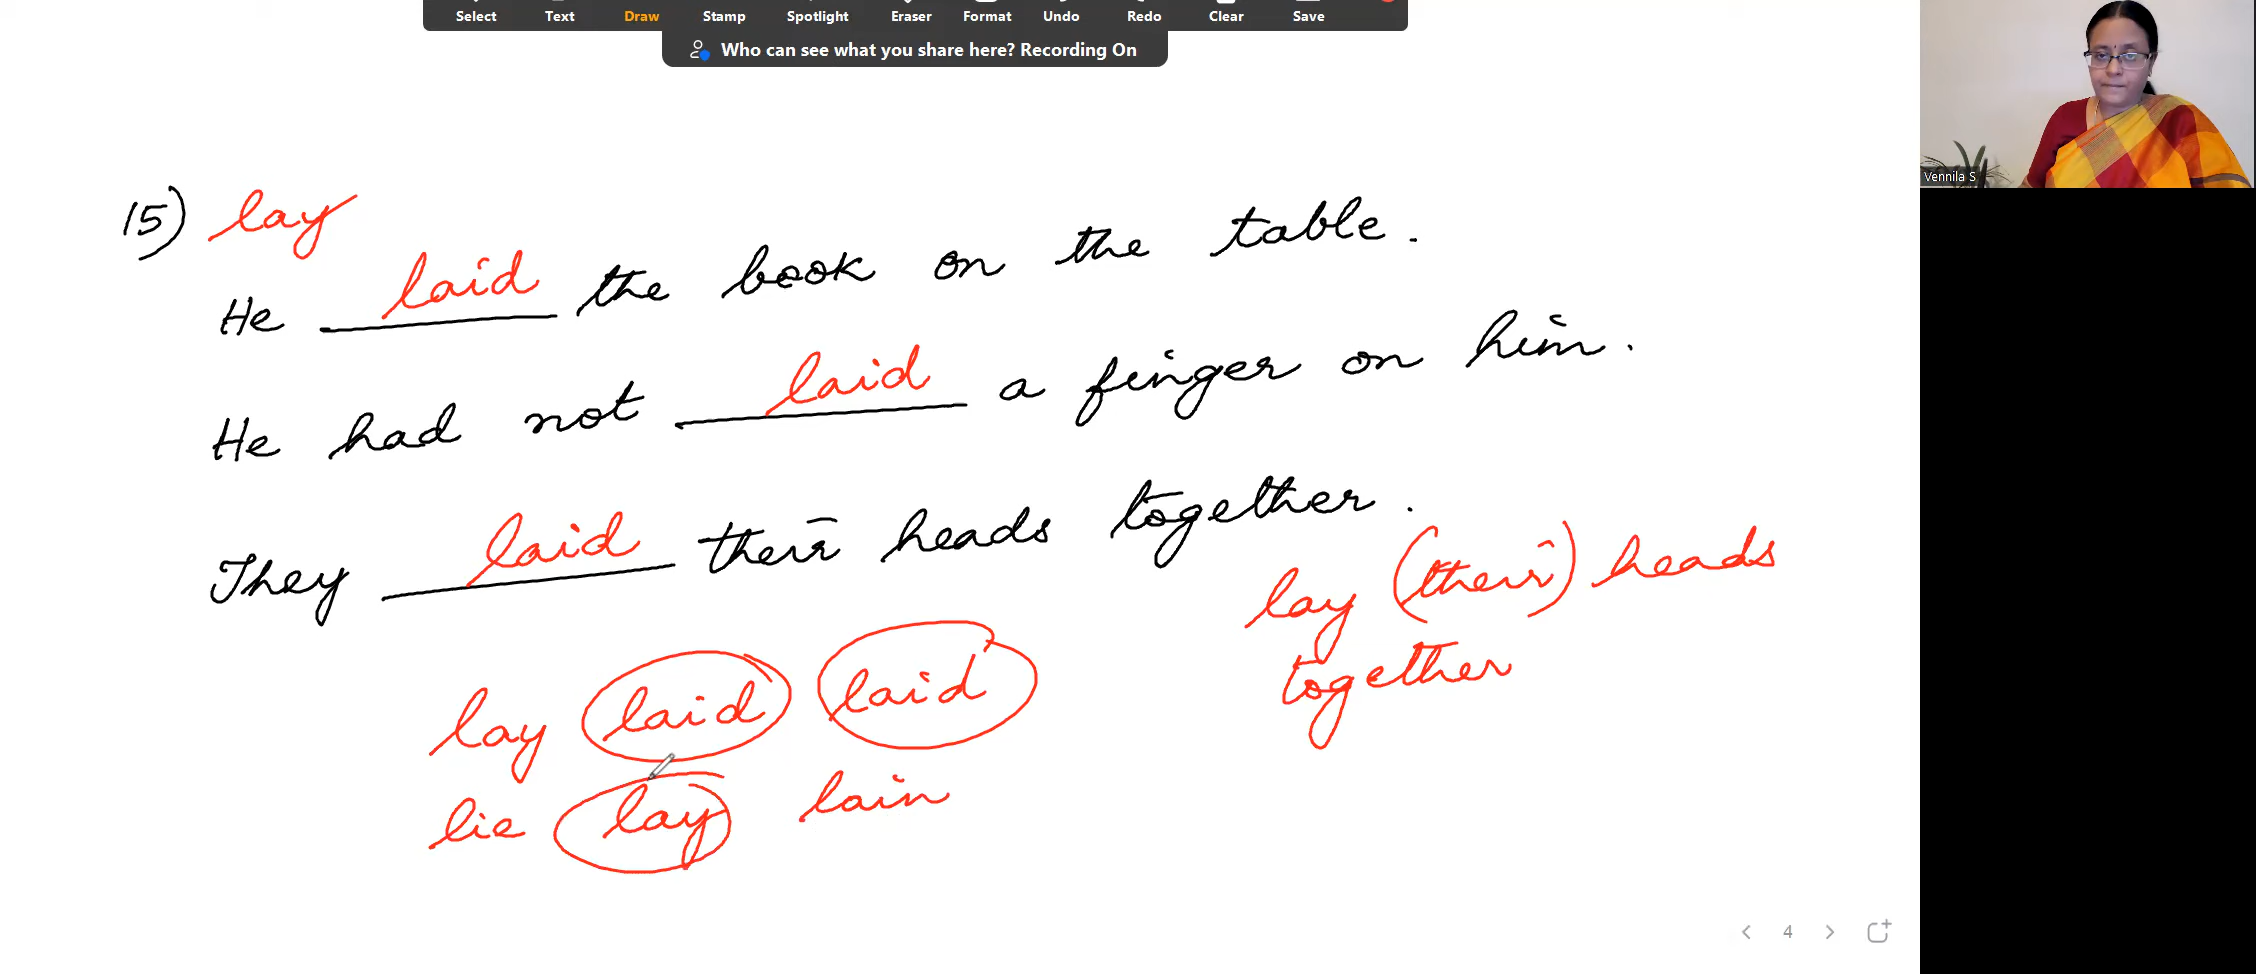 Select Text Draw Stamp Spotlight Eraser Format Undo Redo Clear Save
Who can see what you share here? Recording On
Vennila S
15) lay
He laid the book on the table.
He had not laid a finger on him.
They laid their heads together.
lay (their) heads
together
lay laid laid
lie lay lain
4